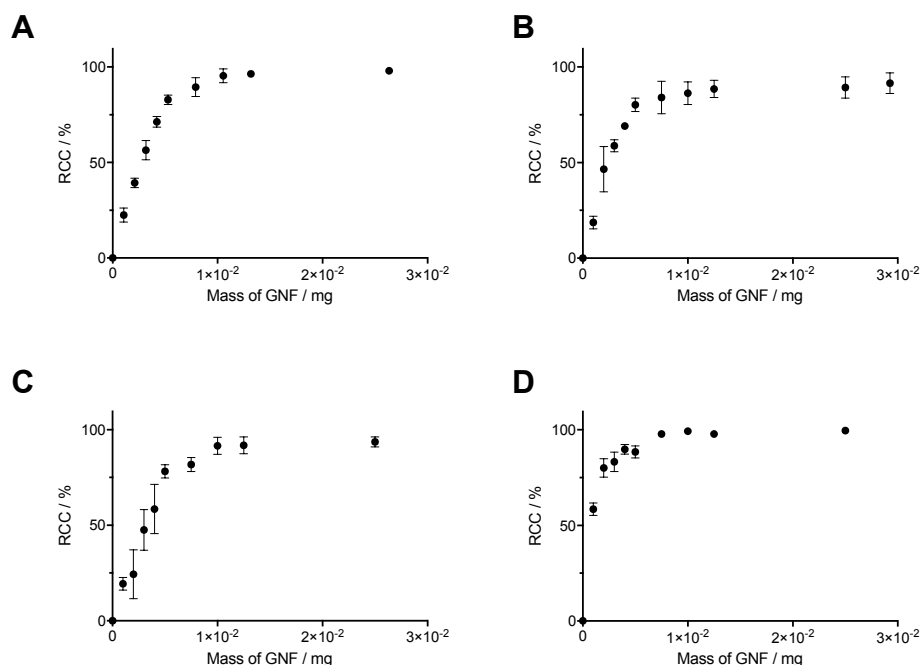 A
100
50
0
RCC / %
0
1×10⁻²
2×10⁻²
3×10⁻²
Mass of GNF / mg
B
100
50
0
RCC / %
0
1×10⁻²
2×10⁻²
3×10⁻²
Mass of GNF / mg
C
100
50
0
RCC / %
0
1×10⁻²
2×10⁻²
3×10⁻²
Mass of GNF / mg
D
100
50
0
RCC / %
0
1×10⁻²
2×10⁻²
3×10⁻²
Mass of GNF / mg